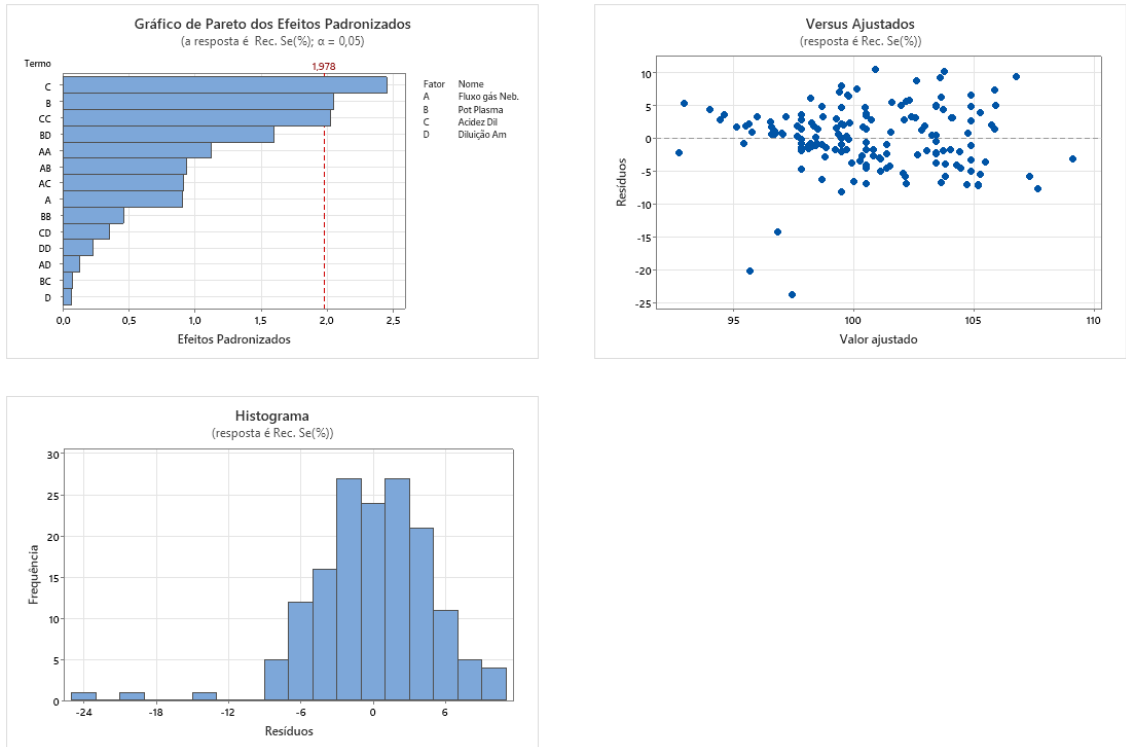 Gráfico de Pareto dos Efeitos Padronizados
(a resposta é Rec. Se(%); α = 0,05)
Termo
1,978
C
B
CC
BD
AA
AB
AC
A
BB
CD
DD
AD
BC
D
0,0 0,5 1,0 1,5 2,0 2,5
Efeitos Padronizados
Fator Nome
A Fluxo gás Neb.
B Pot Plasma
C Acidez Dil
D Diluição Am
Versus Ajustados
(resposta é Rec. Se(%))
Resíduos
10
5
0
-5
-10
-15
-20
-25
95 100 105 110
Valor ajustado
Histograma
(resposta é Rec. Se(%))
Frequência
30
25
20
15
10
5
0
-24 -18 -12 -6 0 6
Resíduos